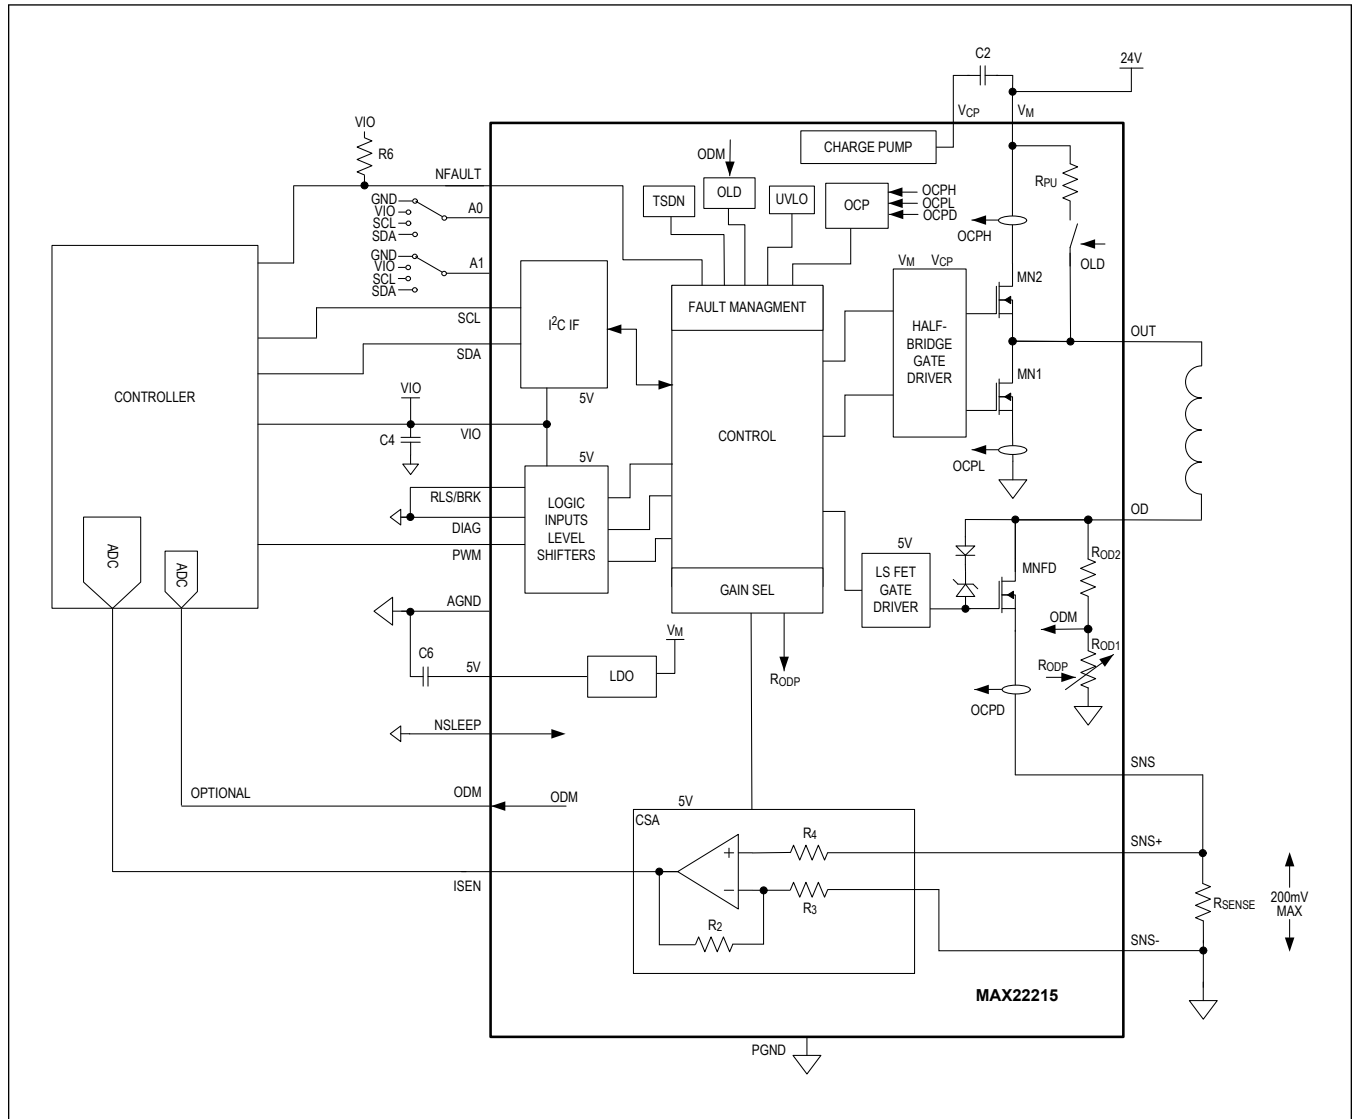 C2
24V
VCP
VM
VIO
R6
CHARGE PUMP
NFAULT
ODM
OLD
TSDN
UVLO
OCP
OCPH
OCPL
OCPD
RPU
GND
VIO
SCL
SDA
A0
OCPH
OLD
GND
VIO
SCL
SDA
A1
VM VCP
MN2
FAULT MANAGMENT
I2C IF
SCL
SDA
5V
HALF-
BRIDGE
GATE
DRIVER
OUT
MN1
CONTROLLER
VIO
C4
VIO
CONTROL
OCPL
5V
RLS/BRK
DIAG
PWM
LOGIC
INPUTS
LEVEL
SHIFTERS
OD
ADC
ADC
5V
LS FET
GATE
DRIVER
MNFD
ROD2
ODM
ROD1
RODP
GAIN SEL
AGND
C6
5V
LDO
VM
RODP
OCPD
NSLEEP
SNS
OPTIONAL
ODM
ODM
5V
CSA
R4
+
SNS+
−
R3
R2
ISEN
RSENSE
200mV
MAX
SNS-
MAX22215
PGND